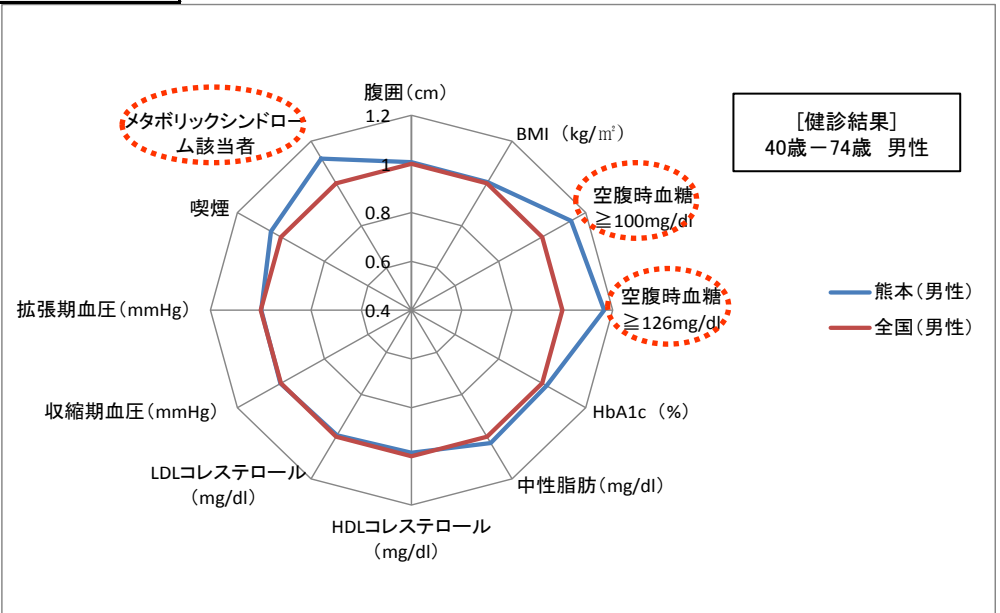 腹囲(cm)
1.2
1
0.8
0.6
0.4
BMI (kg/㎡)
空腹時血糖
≧100mg/dl
空腹時血糖
≧126mg/dl
HbA1c (%)
中性脂肪(mg/dl)
HDLコレステロール
(mg/dl)
LDLコレステロール
(mg/dl)
収縮期血圧(mmHg)
拡張期血圧(mmHg)
喫煙
メタボリックシンドロー
ム該当者
[健診結果]
40歳－74歳 男性
熊本(男性)
全国(男性)